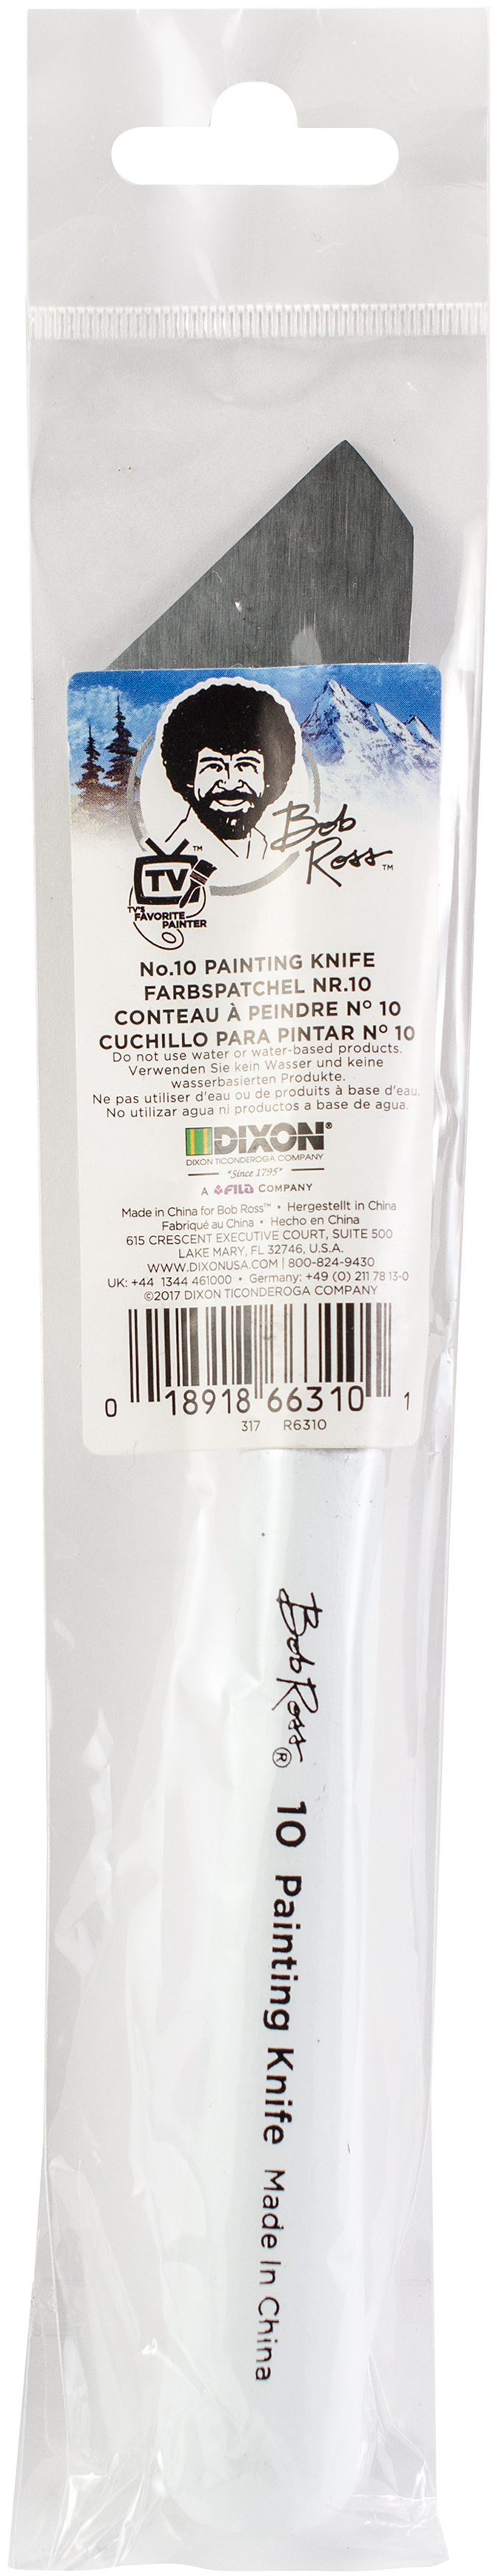 Bob
Ross™
TV™
TV'S
FAVORITE
PAINTER
No.10 PAINTING KNIFE
FARBSPATCHEL NR.10
CONTEAU À PEINDRE Nº 10
CUCHILLO PARA PINTAR Nº 10
Do not use water or water-based products.
Verwenden Sie kein Wasser und keine
wasserbasierten Produkte.
Ne pas utiliser d'eau ou de produits à base d'eau.
No utilizar agua ni productos a base de agua.
DIXON®
DIXON TICONDEROGA COMPANY
"Since 1795"
A FILA COMPANY
Made in China for Bob Ross™ • Hergestellt in China
Fabriqué au China • Hecho en China
615 CRESCENT EXECUTIVE COURT, SUITE 500
LAKE MARY, FL 32746, U.S.A.
WWW.DIXONUSA.COM | 800-824-9430
UK: +44 1344 461000 • Germany: +49 (0) 211 78 13-0
©2017 DIXON TICONDEROGA COMPANY
0 18918 66310 1
317 R6310
Bob Ross® 10 Painting Knife Made In China